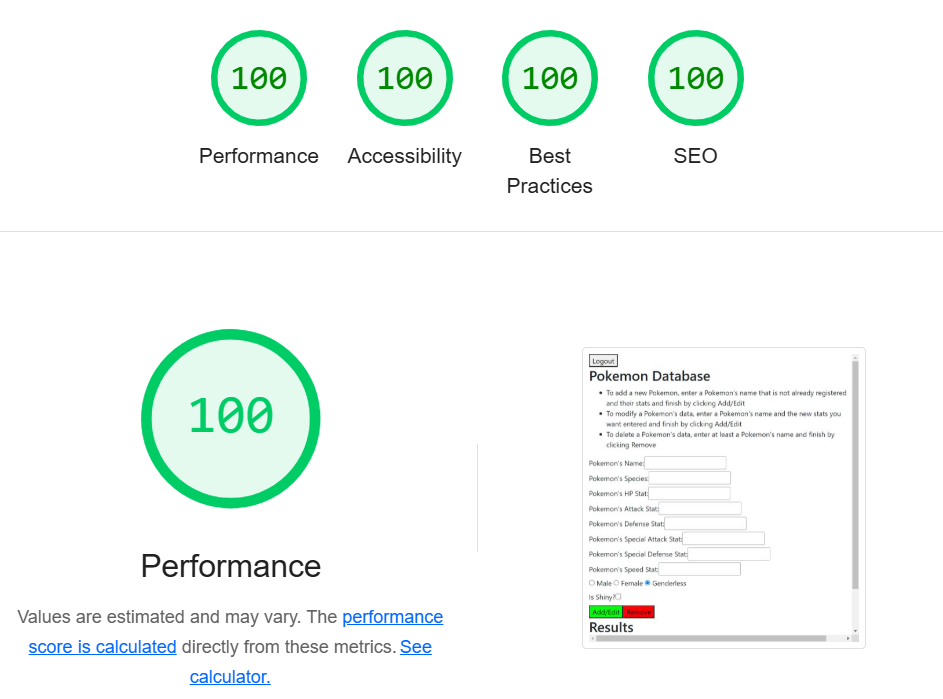 100 100 100 100
Performance Accessibility Best Practices SEO
100
Performance
Values are estimated and may vary. The performance
score is calculated directly from these metrics. See
calculator.
Logout
Pokemon Database
• To add a new Pokemon, enter a Pokemon's name that is not already registered
and their stats and finish by clicking Add/Edit
• To modify a Pokemon's data, enter a Pokemon's name and the new stats you
want entered and finish by clicking Add/Edit
• To delete a Pokemon's data, enter at least a Pokemon's name and finish by
clicking Remove
Pokemon's Name:
Pokemon's Species:
Pokemon's HP Stat:
Pokemon's Attack Stat:
Pokemon's Defense Stat:
Pokemon's Special Attack Stat:
Pokemon's Special Defense Stat:
Pokemon's Speed Stat:
Male Female Genderless
Is Shiny?
Add/Edit Remove
Results